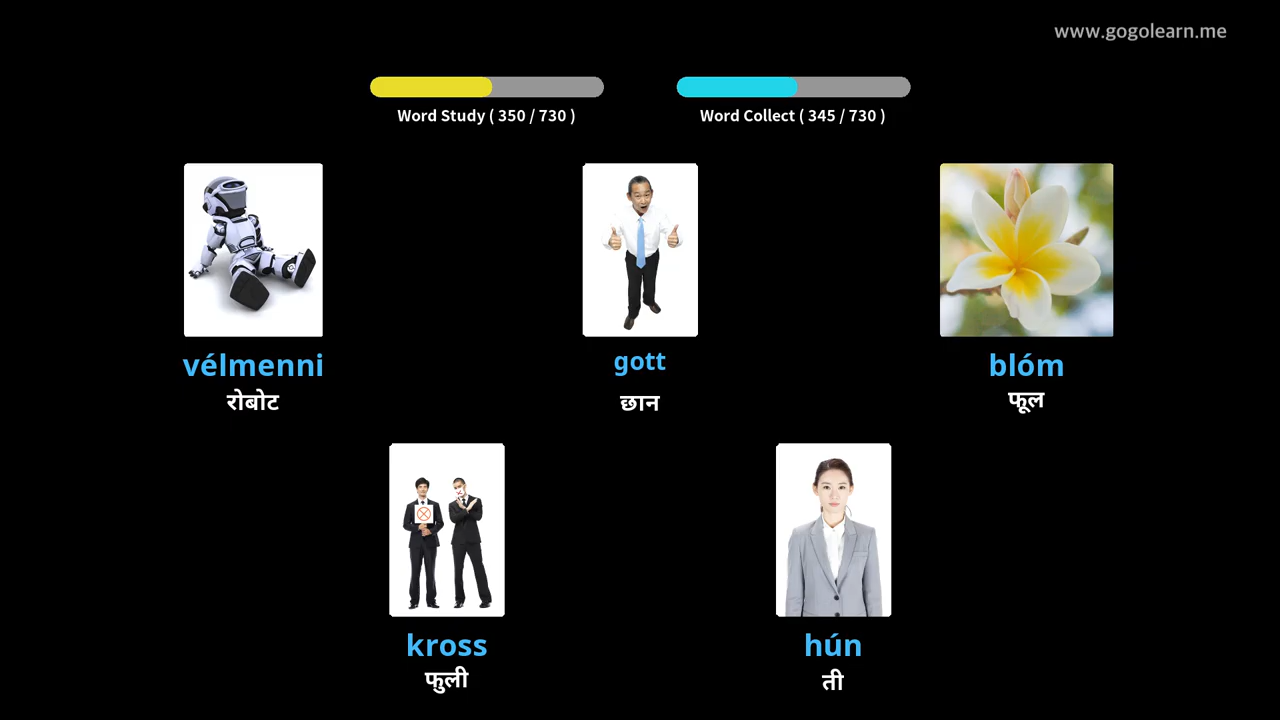 www.gogolearn.me
Word Study ( 350 / 730 )
Word Collect ( 345 / 730 )
vélmenni
रोबोट
gott
छान
blóm
फूल
kross
फुली
hún
ती